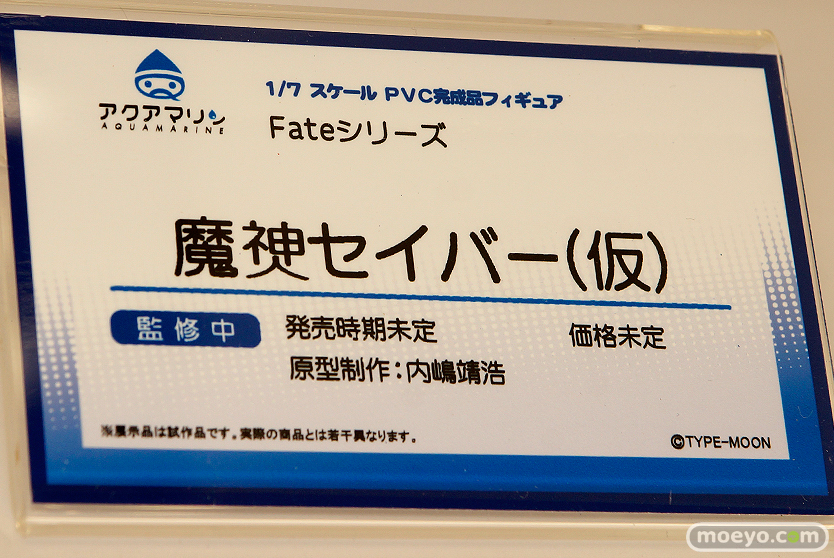 アクアマリン
AQUAMARINE
1/7 スケール PVC完成品フィギュア
Fateシリーズ
魔神セイバー(仮)
監修中 発売時期未定 価格未定
原型制作：内嶋靖浩
※展示品は試作品です。実際の商品とは若干異なります。
©TYPE-MOON
moeyo.com